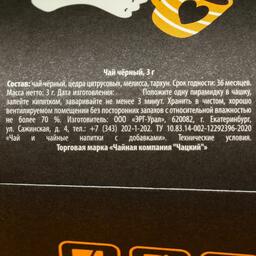 Чай чёрный, 3 г
Состав: чай чёрный, цедра цитрусовых, мелисса, тархун. Срок годности: 36 месяцев.
Масса нетто: 3 г. Дата изготовления: Положите одну пирамидку в чашку,
залейте кипятком, заваривайте не менее 3 минут. Хранить в чистом, хорошо
вентилируемом помещении без посторонних запахов с относительной влажностью
не более 70 %. Изготовитель: ООО «ЭРТ-Урал», 620082, г. Екатеринбург,
ул. Сажинская, д. 4, тел.: +7 (343) 202-1-202. ТУ 10.83.14-002-12292396-2020
«Чай и чайные напитки с добавками». Технические условия.
Торговая марка «Чайная компания "Чацкий"»